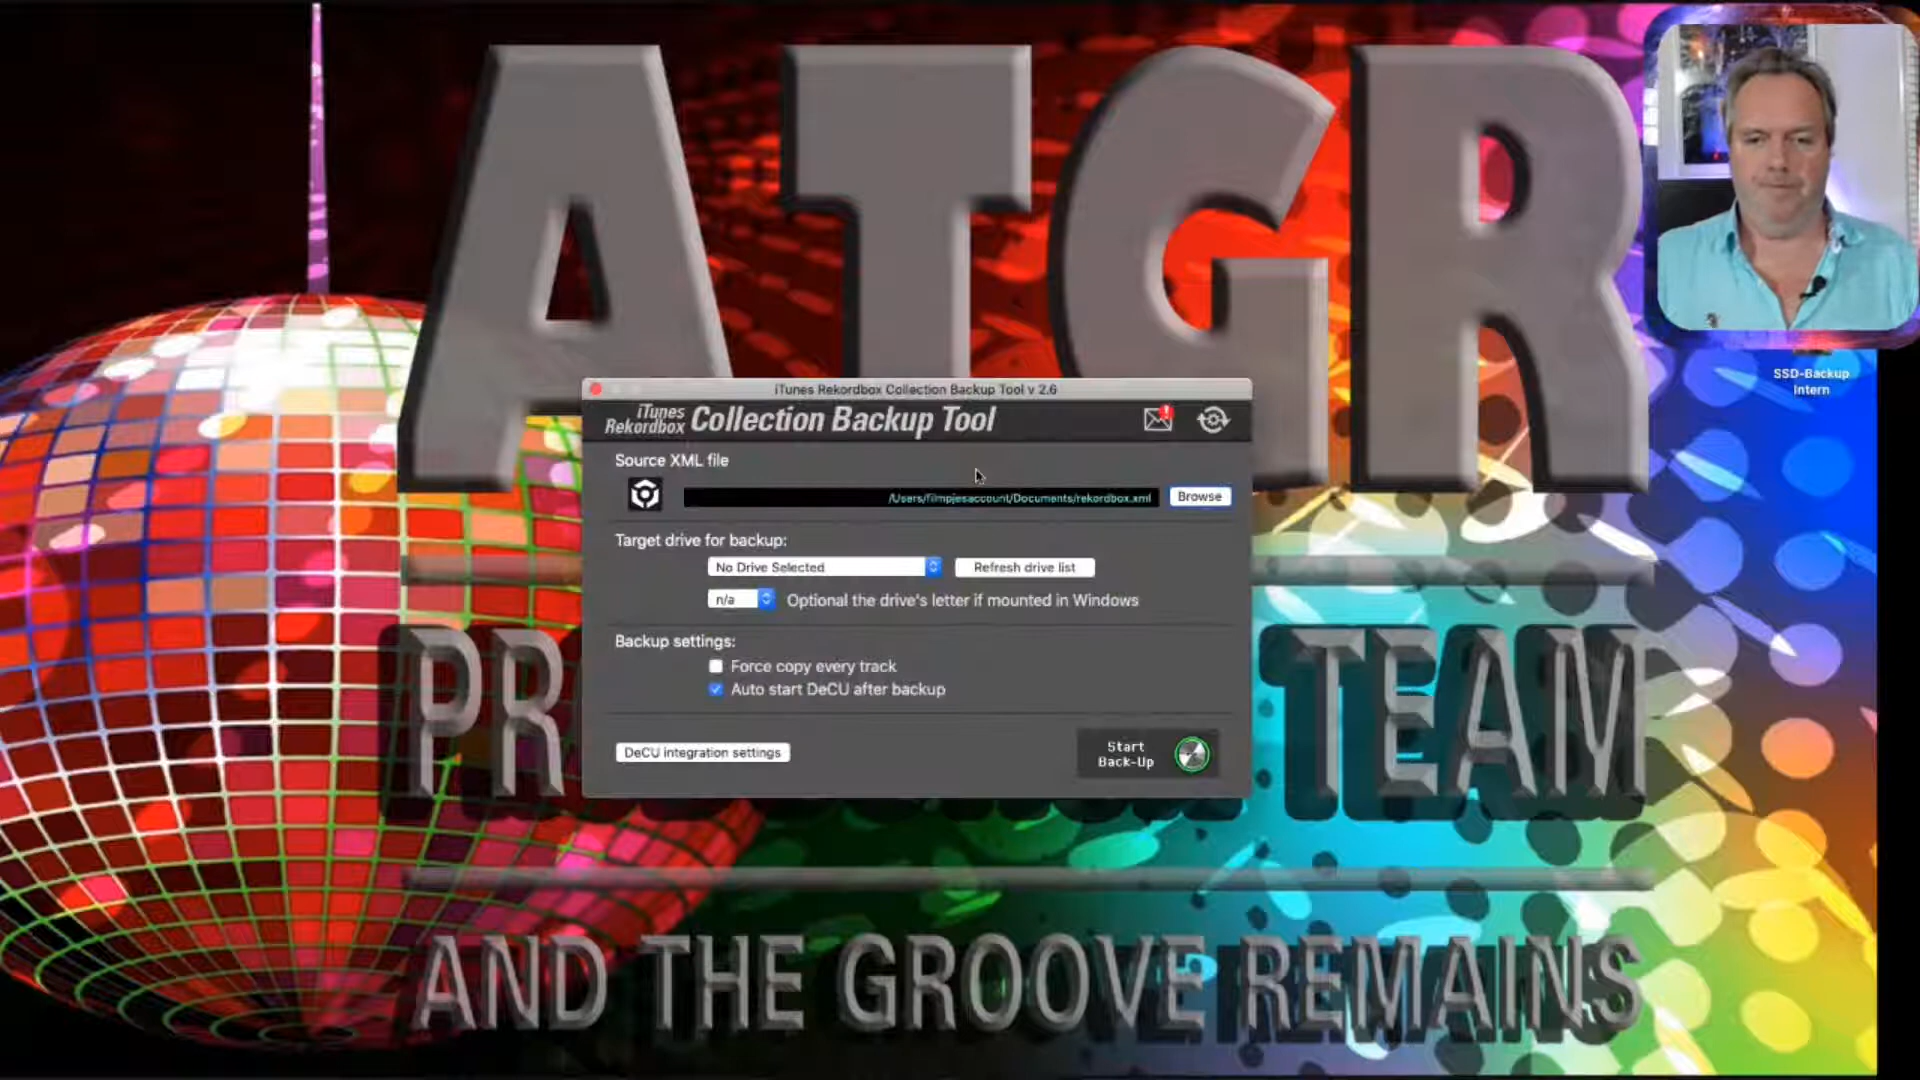 ATGR
SSD-Backup
Intern
iTunes Rekordbox Collection Backup Tool v 2.6
iTunes
Rekordbox Collection Backup Tool
Source XML file
/Users/filmpjesaccount/Documents/rekordbox.xml
Browse
Target drive for backup:
No Drive Selected
Refresh drive list
n/a
Optional the drive's letter if mounted in Windows
Backup settings:
Force copy every track
Auto start DeCU after backup
DeCU integration settings
Start
Back-Up
PR TEAM
AND THE GROOVE REMAINS